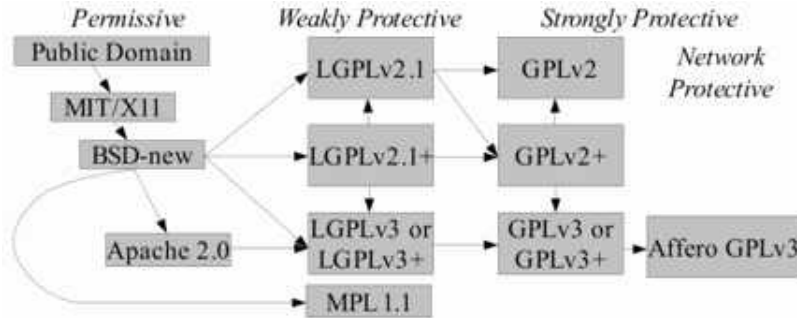 Permissive
Weakly Protective
Strongly Protective
Network
Protective
Public Domain
MIT/X11
BSD-new
Apache 2.0
LGPLv2.1
LGPLv2.1+
LGPLv3 or
LGPLv3+
MPL 1.1
GPLv2
GPLv2+
GPLv3 or
GPLv3+
Affero GPLv3